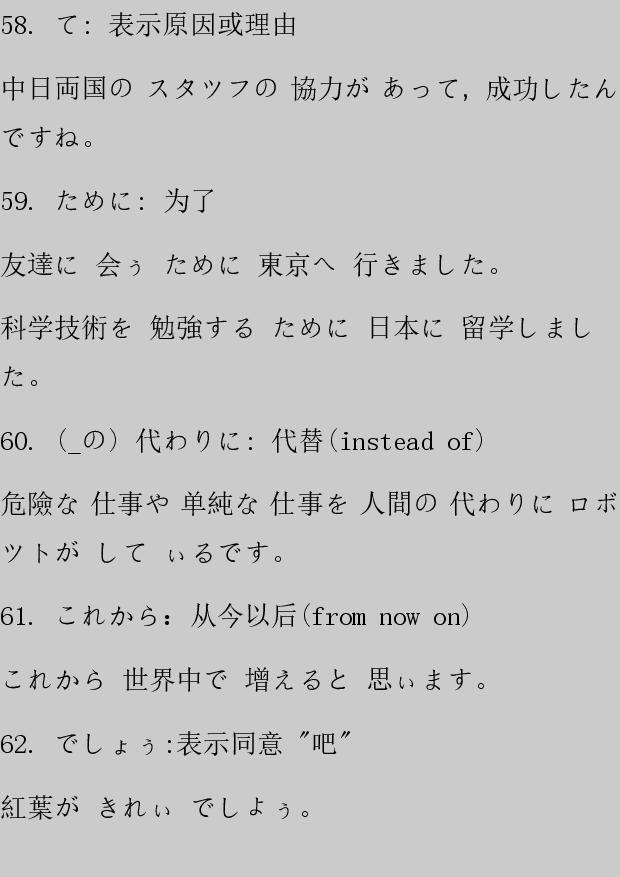 58. て: 表示原因或理由
中日両国の スタツフの 協力が あって, 成功したん
ですね。
59. ために: 为了
友達に 会ぅ ために 東京へ 行きました。
科学技術を 勉強する ために 日本に 留学しまし
た。
60. (_の) 代わりに: 代替(instead of)
危險な 仕事や 单純な 仕事を 人間の 代わりに ロボ
ツトが して ぃるです。
61. これから: 从今以后(from now on)
これから 世界中で 増えると 思ぃます。
62. でしょぅ:表示同意 "吧"
紅葉が きれぃ でしよぅ。